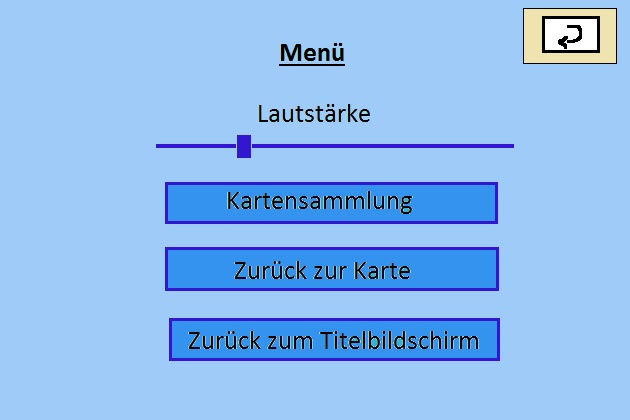 Menü
Lautstärke
Kartensammlung
Zurück zur Karte
Zurück zum Titelbildschirm